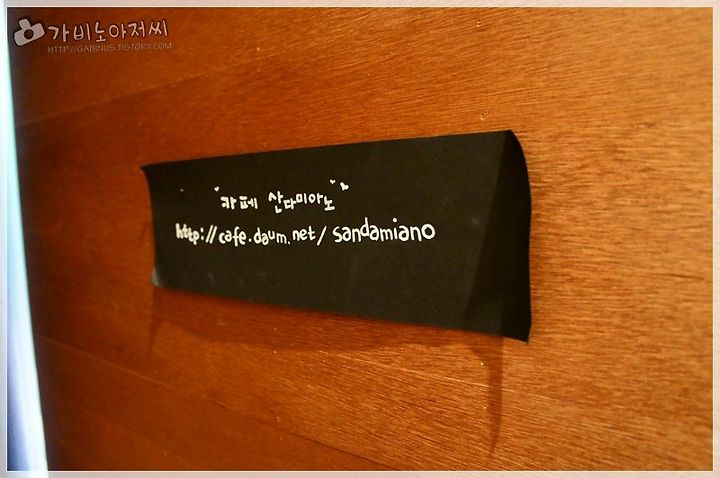 가비노아저씨
HTTP://GABINUS.TISTORY.COM
"카페 산다미아노"
http://cafe.daum.net/sandamiano